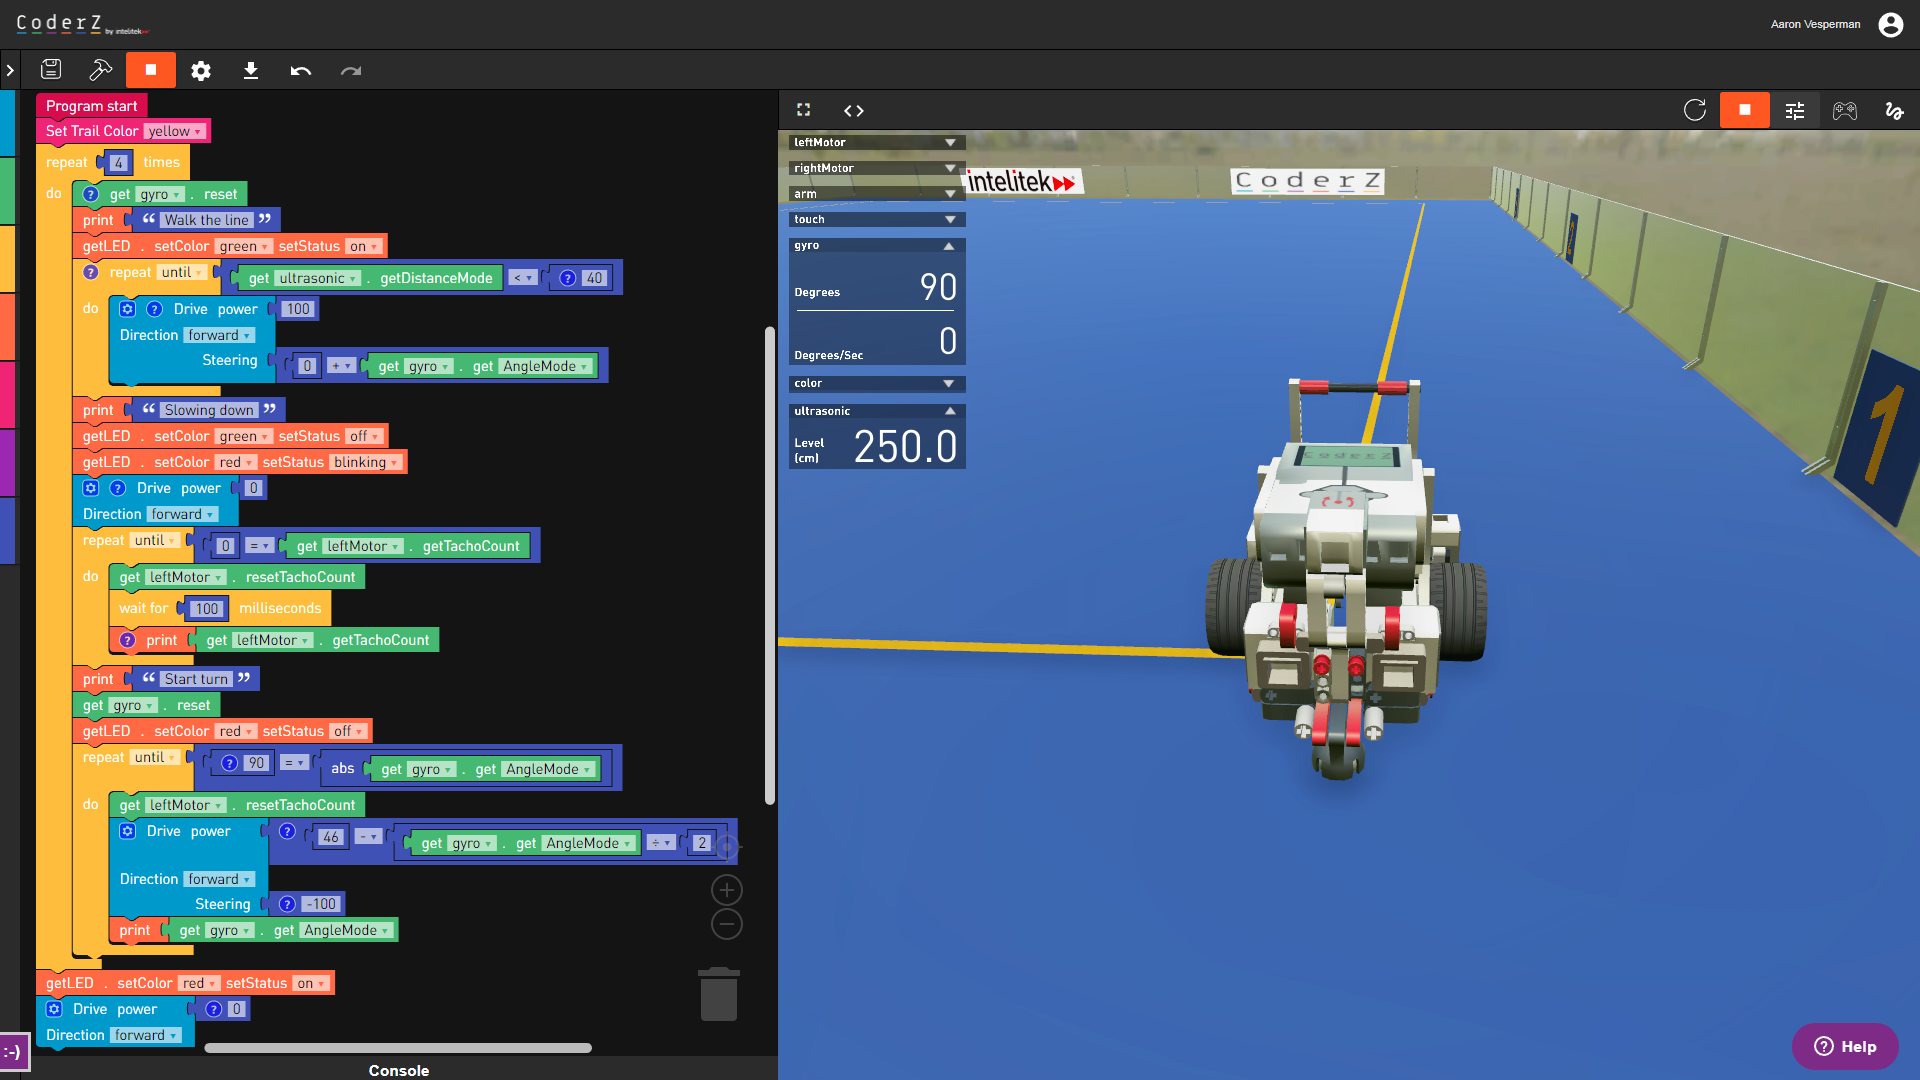 CoderZ
by intelitek
Aaron Vesperman
Program start
Set Trail Color yellow
repeat 4 times
do ? get gyro . reset
print “ Walk the line ”
getLED . setColor green setStatus on
? repeat until get ultrasonic . getDistanceMode < ? 40
do ? Drive power 100
Direction forward
Steering 0 + get gyro . get AngleMode
print “ Slowing down ”
getLED . setColor green setStatus off
getLED . setColor red setStatus blinking
? Drive power 0
Direction forward
repeat until 0 = get leftMotor . getTachoCount
do get leftMotor . resetTachoCount
wait for 100 milliseconds
? print get leftMotor . getTachoCount
print “ Start turn ”
get gyro . reset
getLED . setColor red setStatus off
repeat until ? 90 = abs get gyro . get AngleMode
do get leftMotor . resetTachoCount
Drive power ? 46 - get gyro . get AngleMode ÷ 2
Direction forward
Steering ? -100
print get gyro . get AngleMode
getLED . setColor red setStatus on
Drive power ? 0
Direction forward
:-)
Console
leftMotor
rightMotor
arm
touch
gyro
Degrees 90
Degrees/Sec 0
color
ultrasonic
Level (cm) 250.0
intelitek
CoderZ
CoderZ
1
? Help